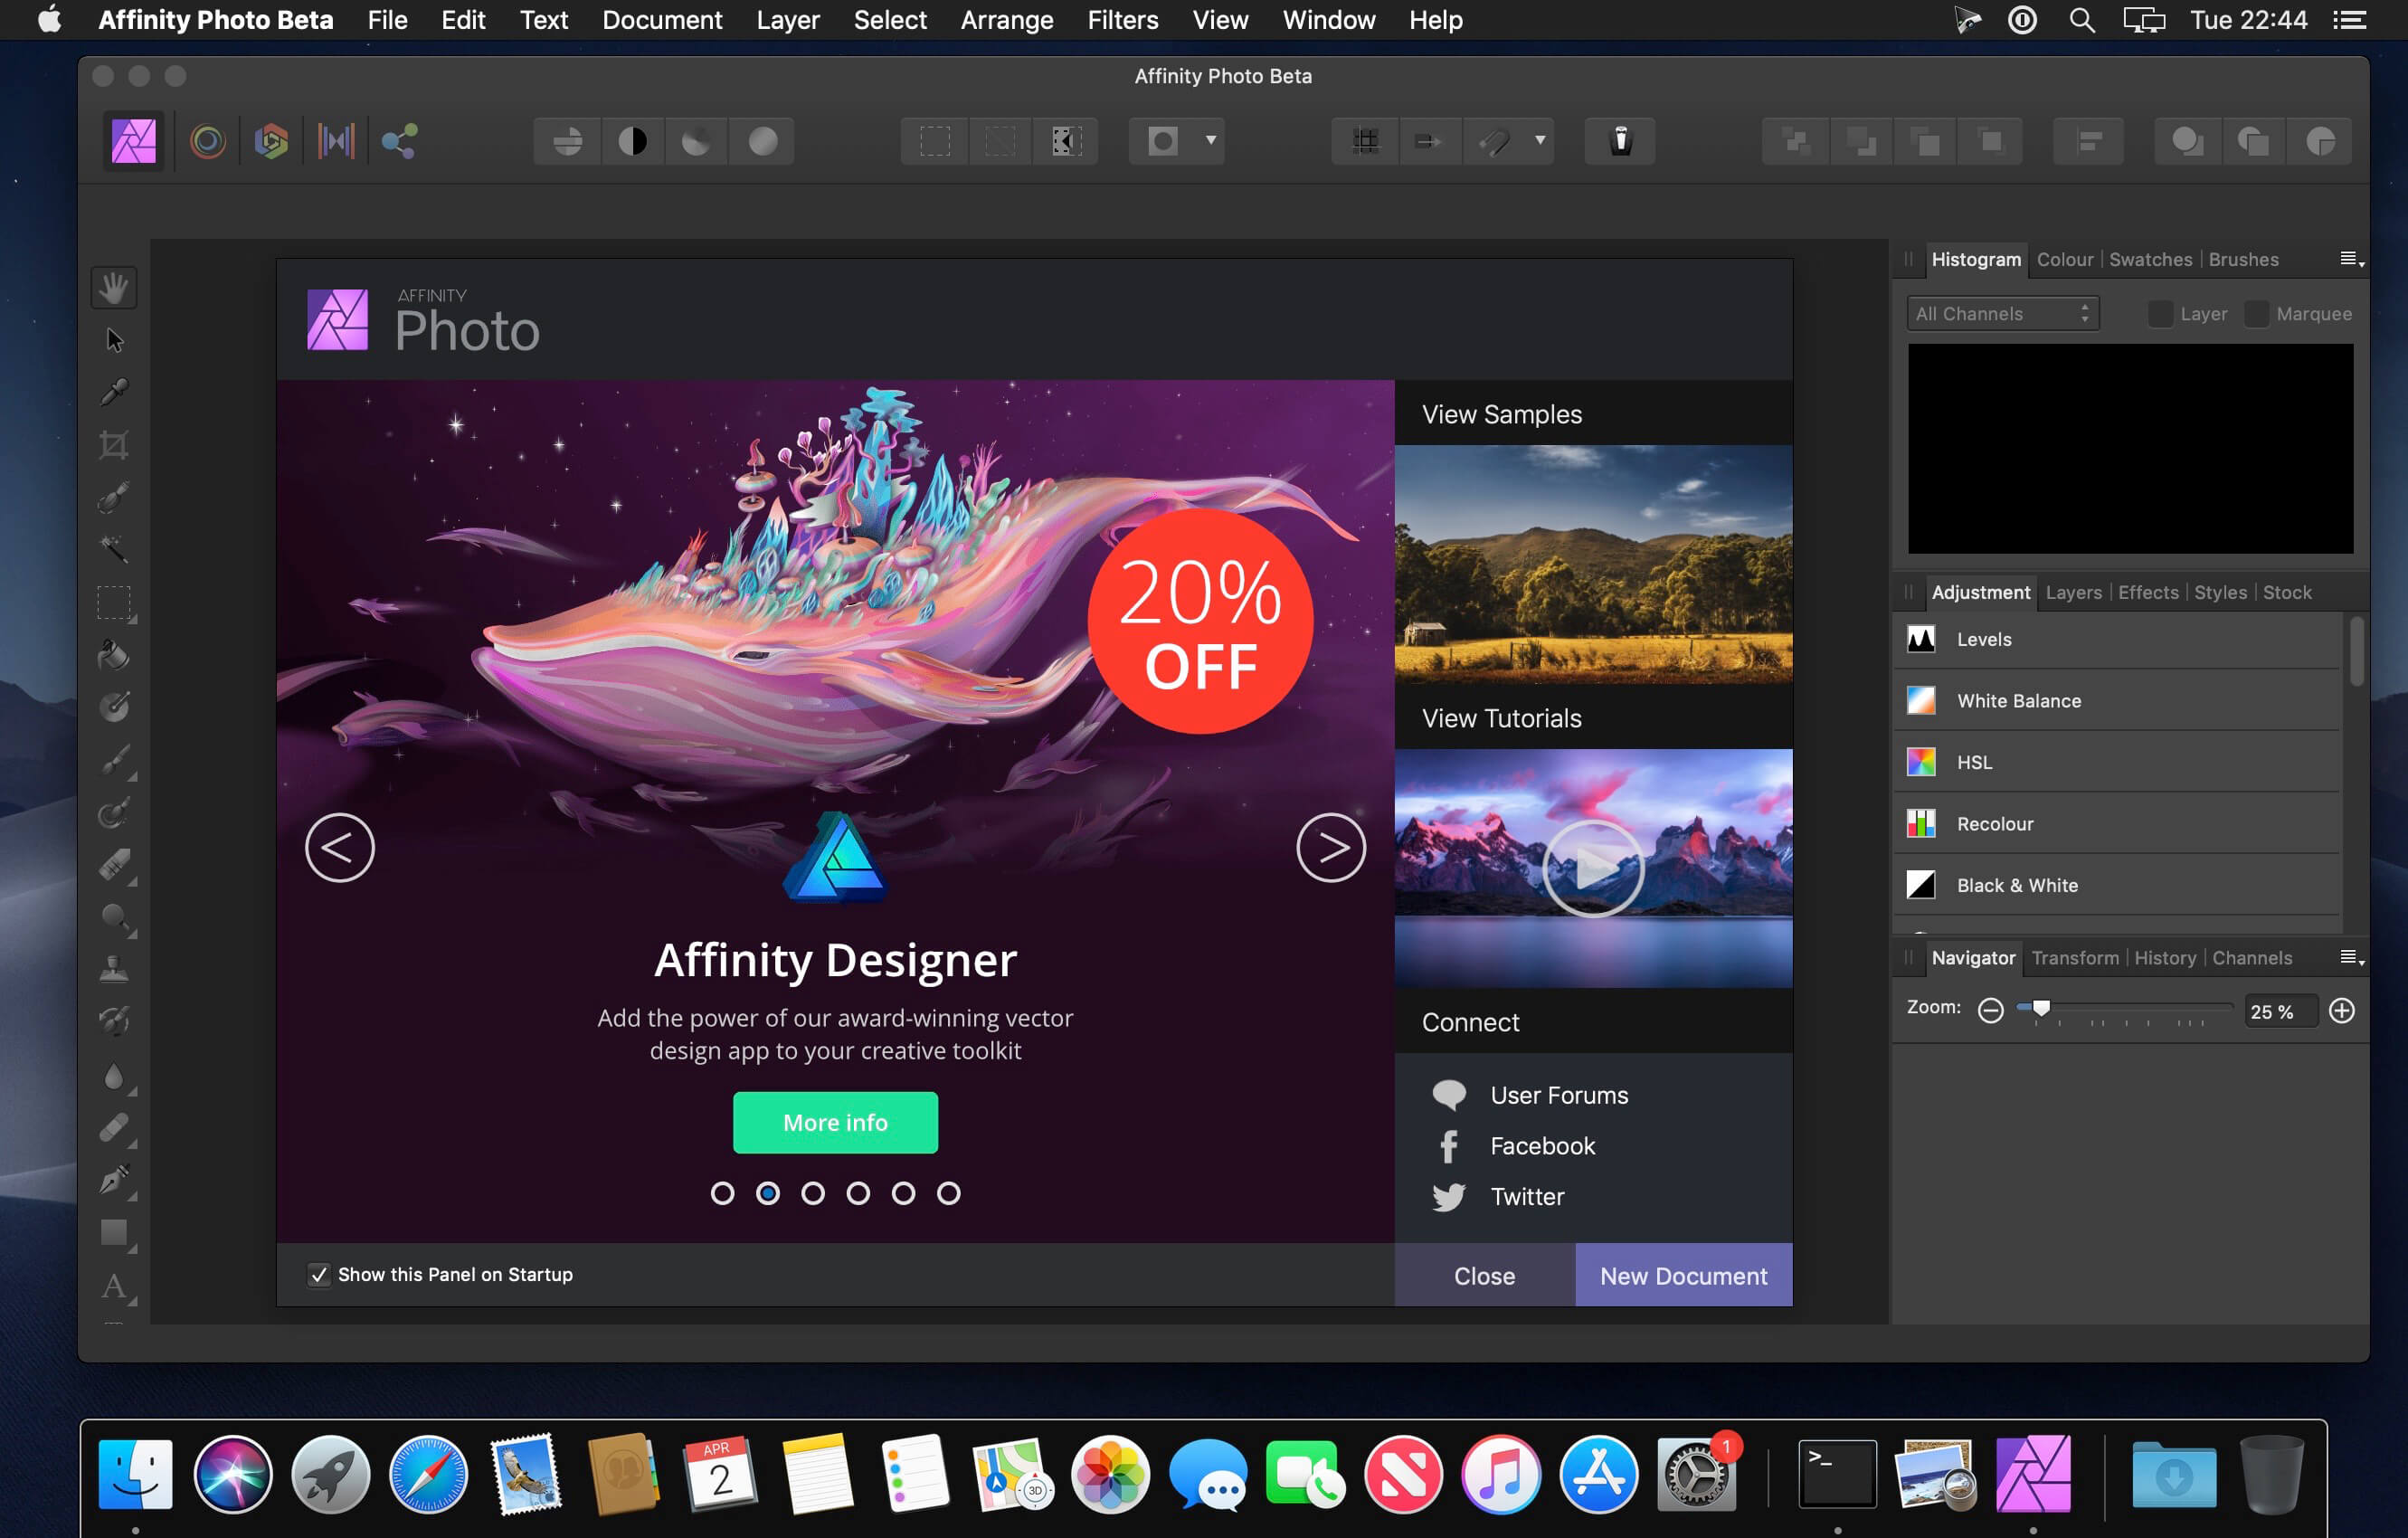 Affinity Photo Beta File Edit Text Document Layer Select Arrange Filters View Window Help Tue 22:44
Affinity Photo Beta
Histogram Colour Swatches Brushes
All Channels Layer Marquee
AFFINITY
Photo
20%
OFF
Affinity Designer
Add the power of our award-winning vector
design app to your creative toolkit
More info
Show this Panel on Startup
View Samples
View Tutorials
Connect
User Forums
Facebook
Twitter
Close New Document
Adjustment Layers Effects Styles Stock
Levels
White Balance
HSL
Recolour
Black & White
Navigator Transform History Channels
Zoom: 25 %
A
APR
2
3D
1
>_